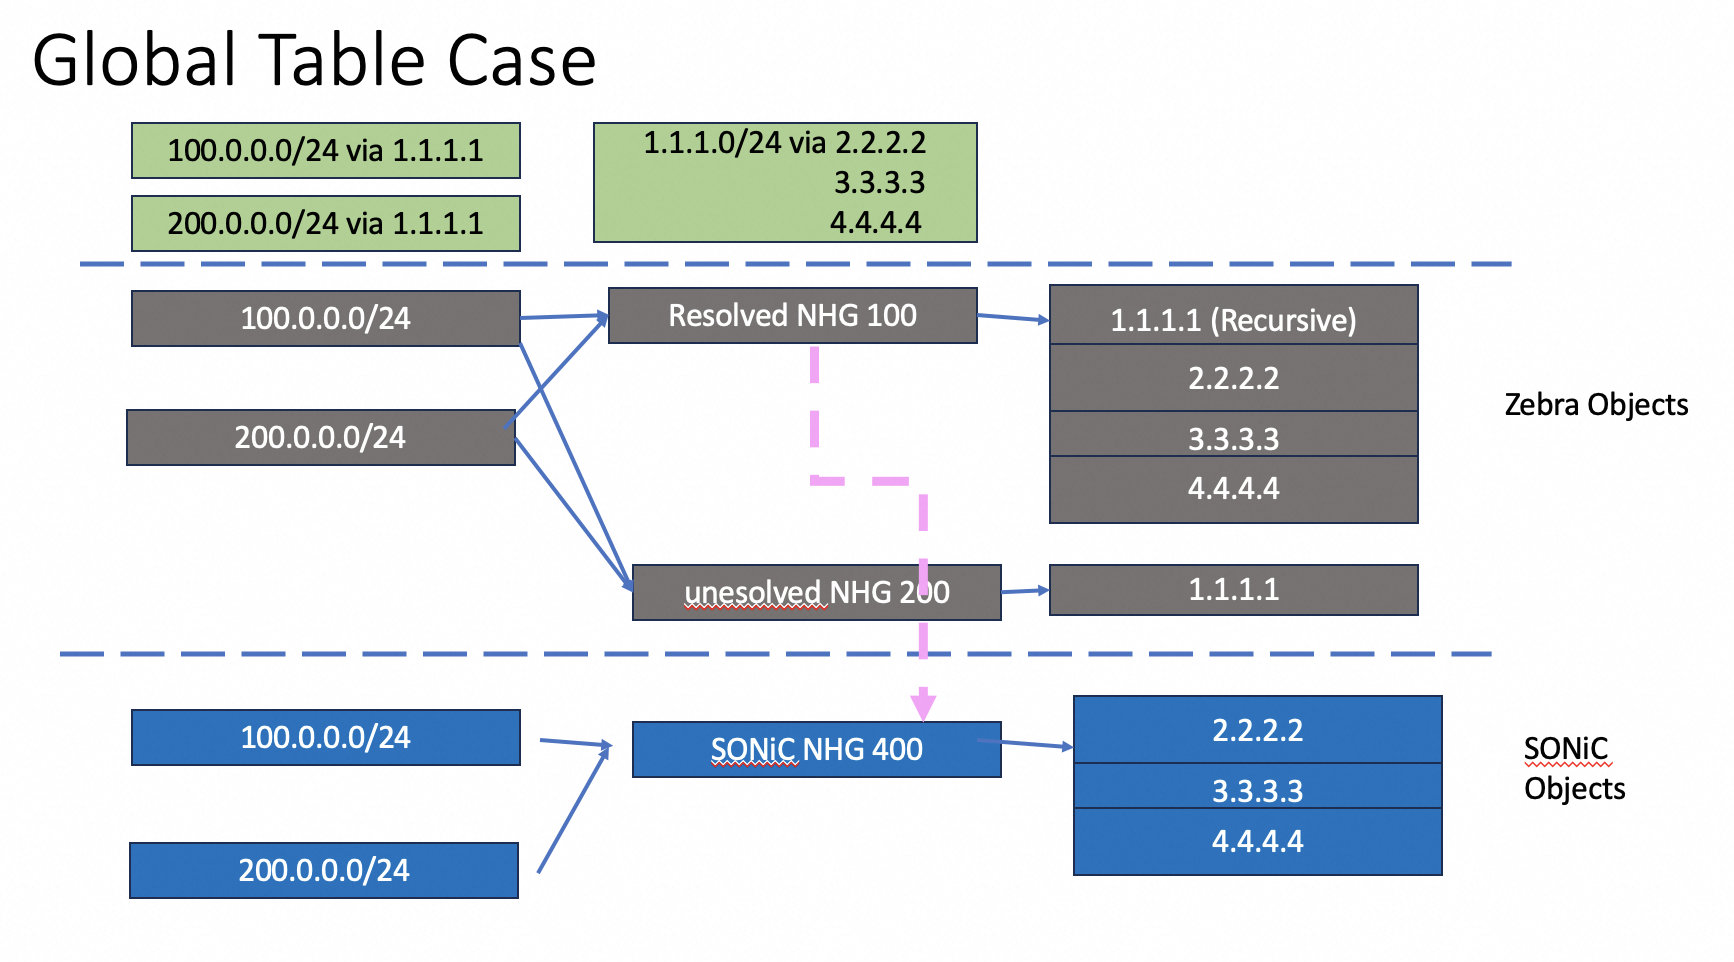 Global Table Case
100.0.0.0/24 via 1.1.1.1
200.0.0.0/24 via 1.1.1.1
1.1.1.0/24 via 2.2.2.2
3.3.3.3
4.4.4.4
100.0.0.0/24
Resolved NHG 100
1.1.1.1 (Recursive)
2.2.2.2
3.3.3.3
4.4.4.4
Zebra Objects
200.0.0.0/24
unesolved NHG 200
1.1.1.1
100.0.0.0/24
SONiC NHG 400
2.2.2.2
3.3.3.3
4.4.4.4
SONiC
Objects
200.0.0.0/24